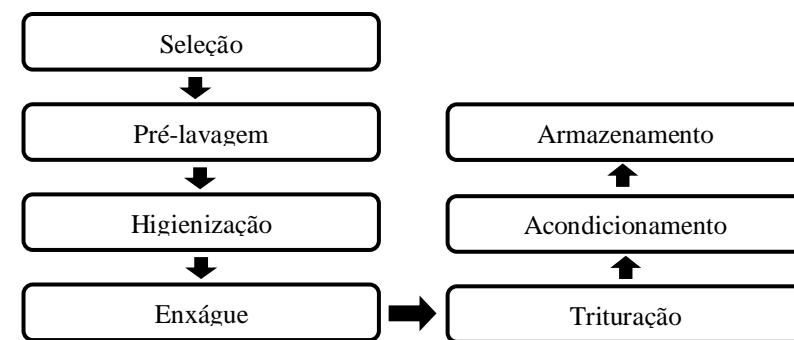 Seleção
Pré-lavagem
Higienização
Enxágue
Trituração
Acondicionamento
Armazenamento